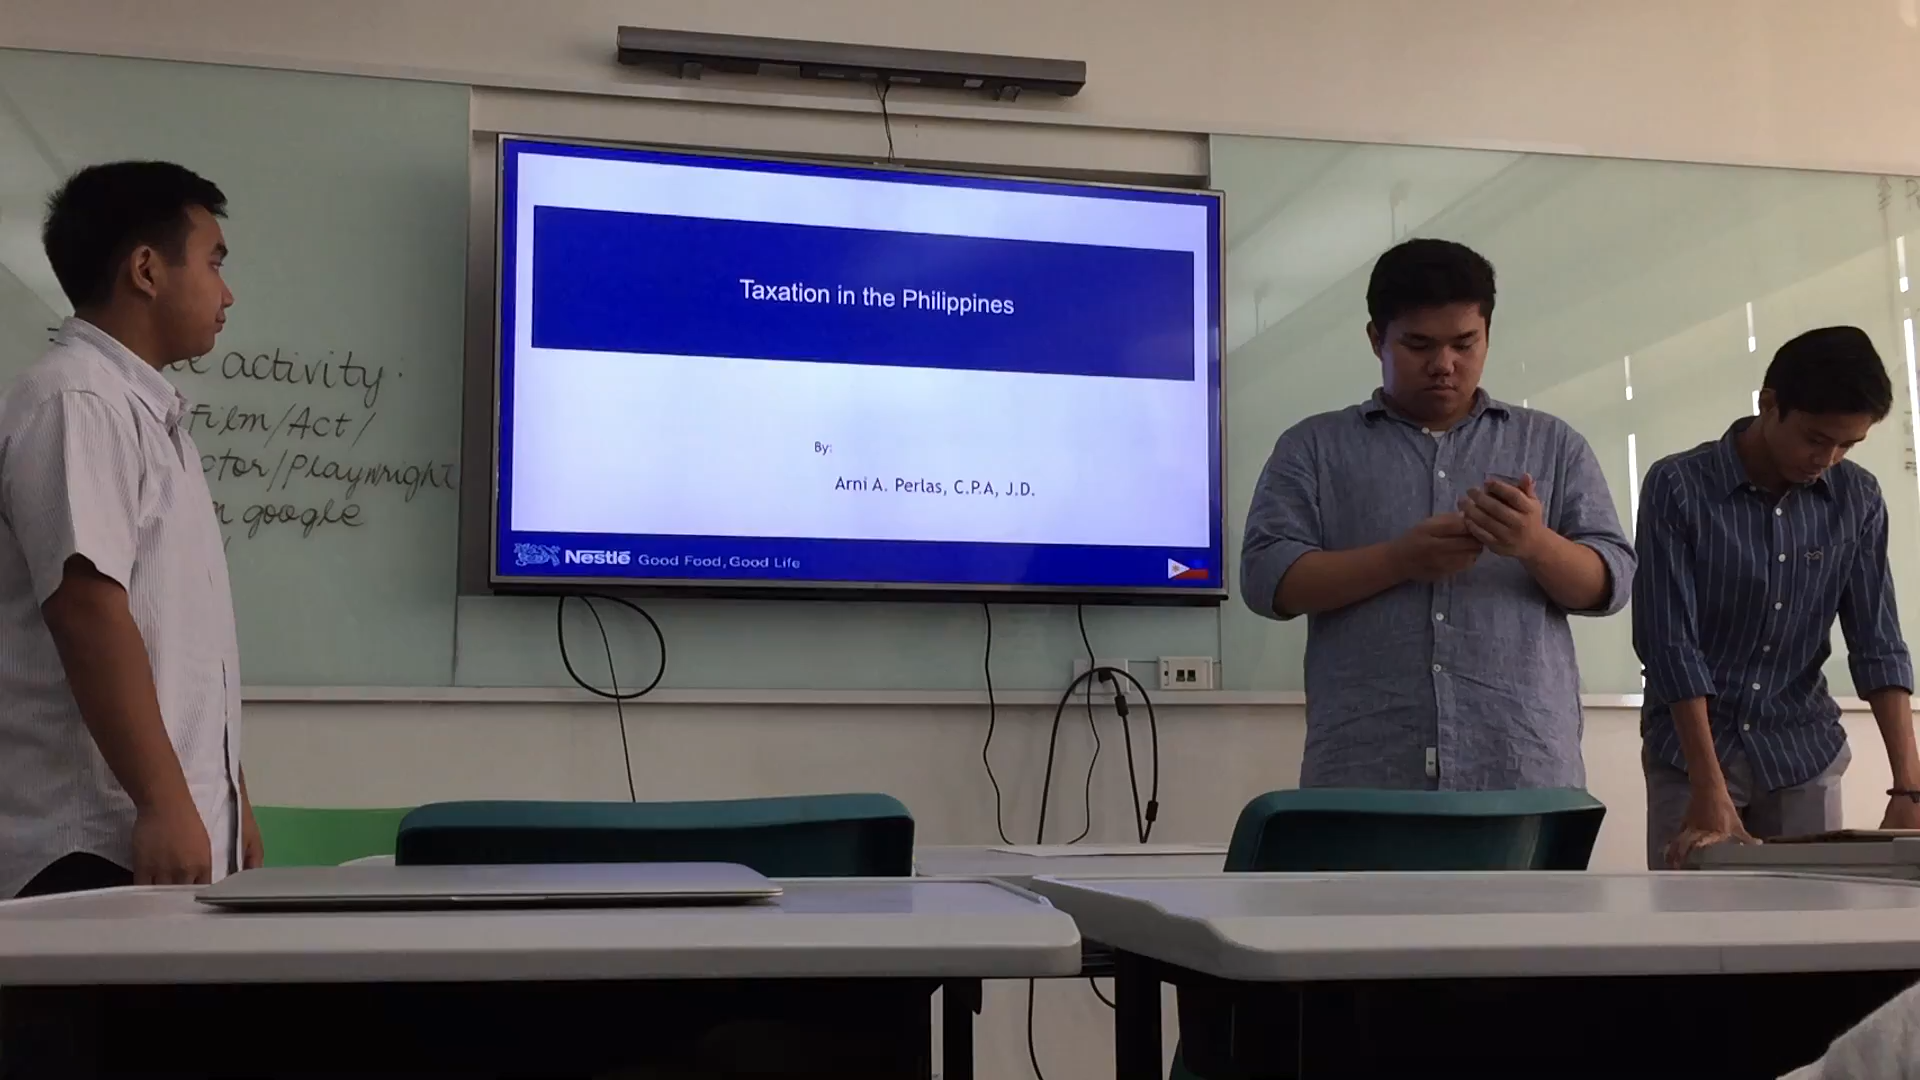 Taxation in the Philippines
By:
Arni A. Perlas, C.P.A, J.D.
Nestlé Good Food, Good Life
activity:
Film/Act/
/Playwright
google